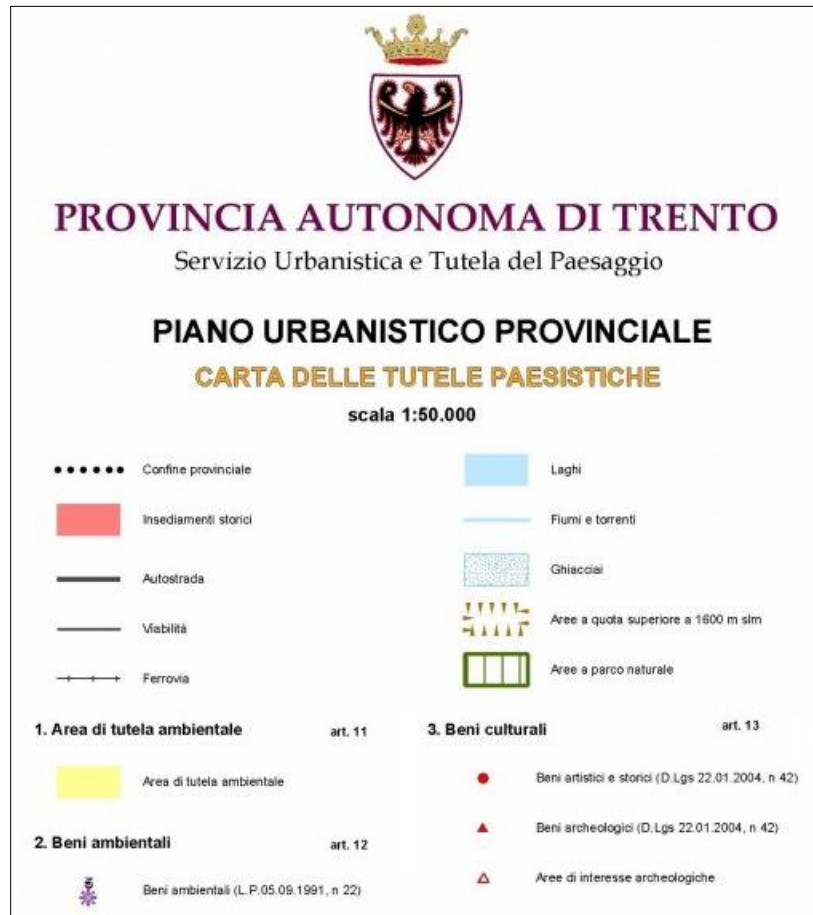 PROVINCIA AUTONOMA DI TRENTO
Servizio Urbanistica e Tutela del Paesaggio
PIANO URBANISTICO PROVINCIALE
CARTA DELLE TUTELE PAESISTICHE
scala 1:50.000
Confine provinciale
Insediamenti storici
Autostrada
Viabilità
Ferrovia
Laghi
Fiumi e torrenti
Ghiacciai
Aree a quota superiore a 1600 m slm
Aree a parco naturale
1. Area di tutela ambientale art. 11
Area di tutela ambientale
2. Beni ambientali art. 12
Beni ambientali (L.P.05.09.1991, n 22)
3. Beni culturali art. 13
Beni artistici e storici (D.Lgs 22.01.2004, n 42)
Beni archeologici (D.Lgs 22.01.2004, n 42)
Aree di interesse archeologiche